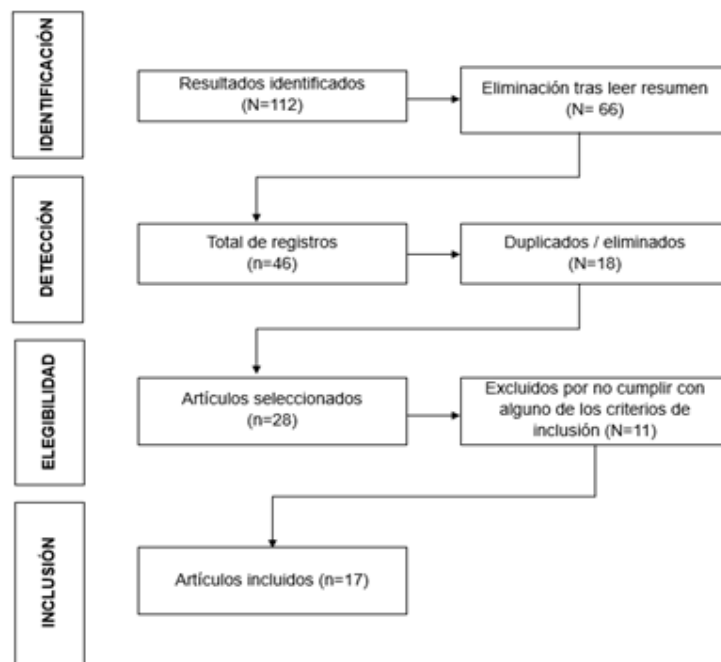 IDENTIFICACIÓN
Resultados identificados
(N=112)
Eliminación tras leer resumen
(N= 66)
DETECCIÓN
Total de registros
(n=46)
Duplicados / eliminados
(N=18)
ELEGIBILIDAD
Artículos seleccionados
(n=28)
Excluidos por no cumplir con
alguno de los criterios de
inclusión (N=11)
INCLUSIÓN
Artículos incluidos (n=17)